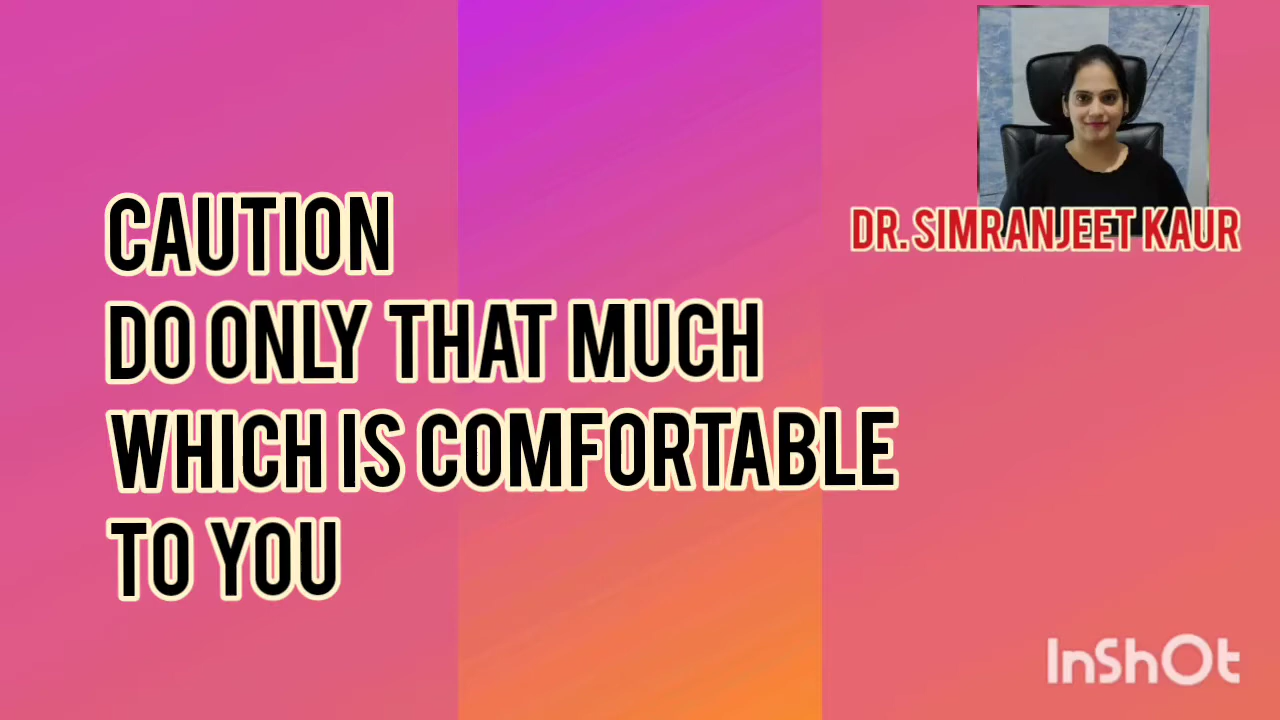 CAUTION
DO ONLY THAT MUCH
WHICH IS COMFORTABLE
TO YOU
DR. SIMRANJEET KAUR
InShOt